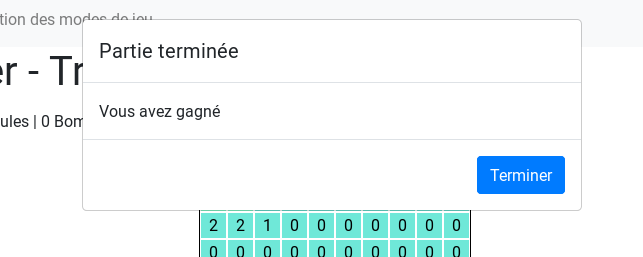 tion des modes de jeu
Partie terminée
er - Tr
Vous avez gagné
ules | 0 Bom
Terminer
2 2 1 0 0 0 0 0 0 0
0 0 0 0 0 0 0 0 0 0